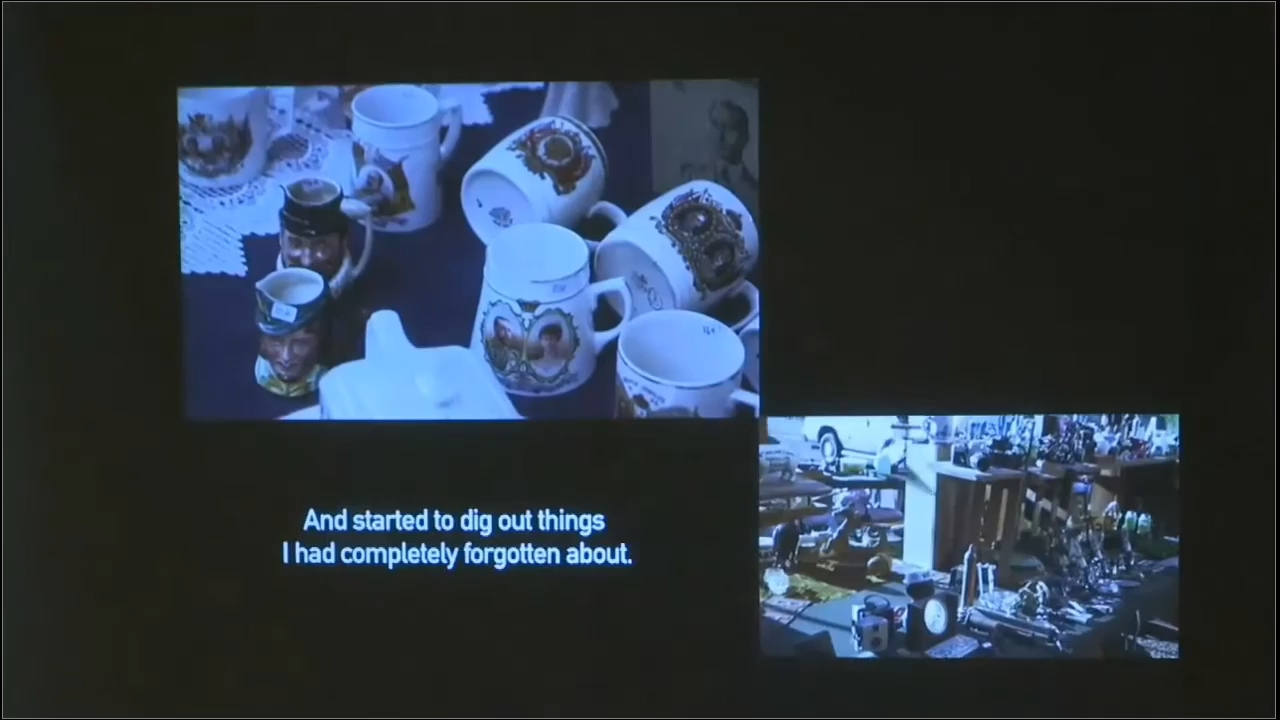 And started to dig out things
I had completely forgotten about.